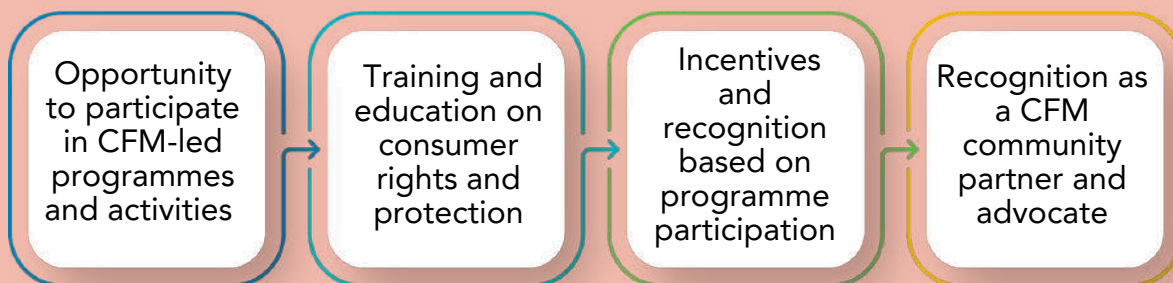 Opportunity
to participate
in CFM-led
programmes
and activities
Training and
education on
consumer
rights and
protection
Incentives
and
recognition
based on
programme
participation
Recognition as
a CFM
community
partner and
advocate